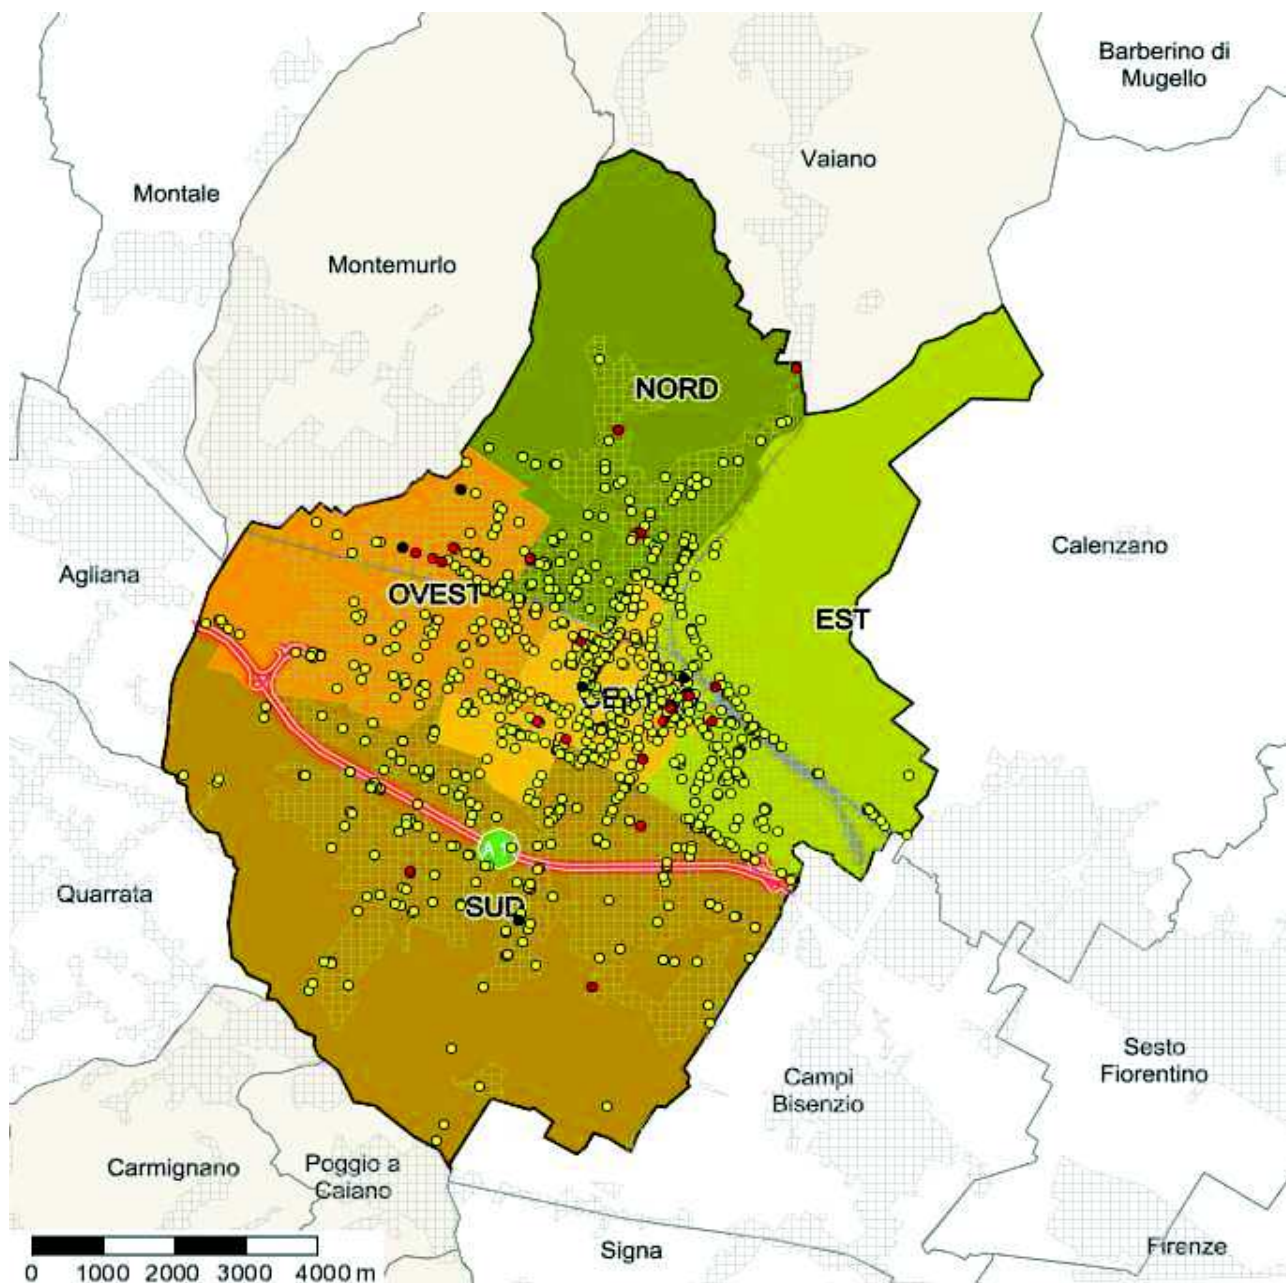 Barberino di
Mugello
Vaiano
Montale
Montemurlo
NORD
Calenzano
Agliana
OVEST
EST
Quarrata
SUD
Sesto
Fiorentino
Campi
Bisenzio
Carmignano
Poggio a
Caiano
Signa
Firenze
0 1000 2000 3000 4000 m